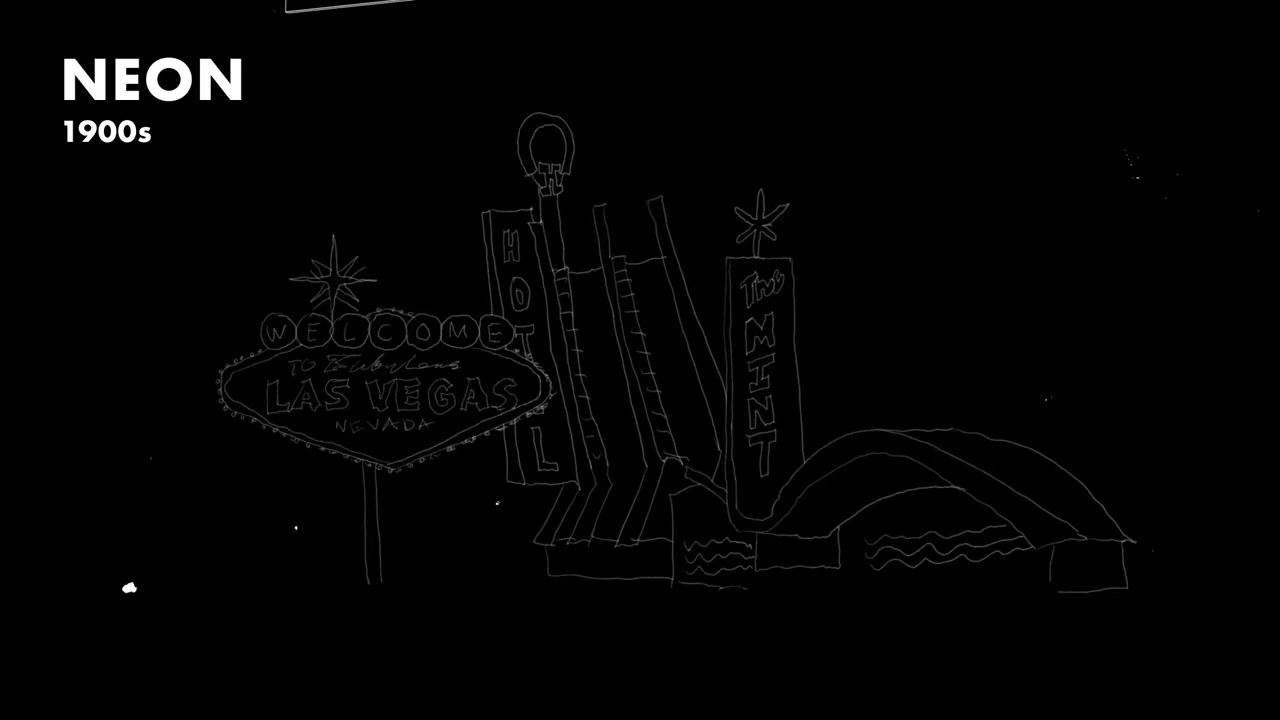 NEON
1900s
H
HOTEL
The
MINT
WELCOME
TO Fabulous
LAS VEGAS
NEVADA